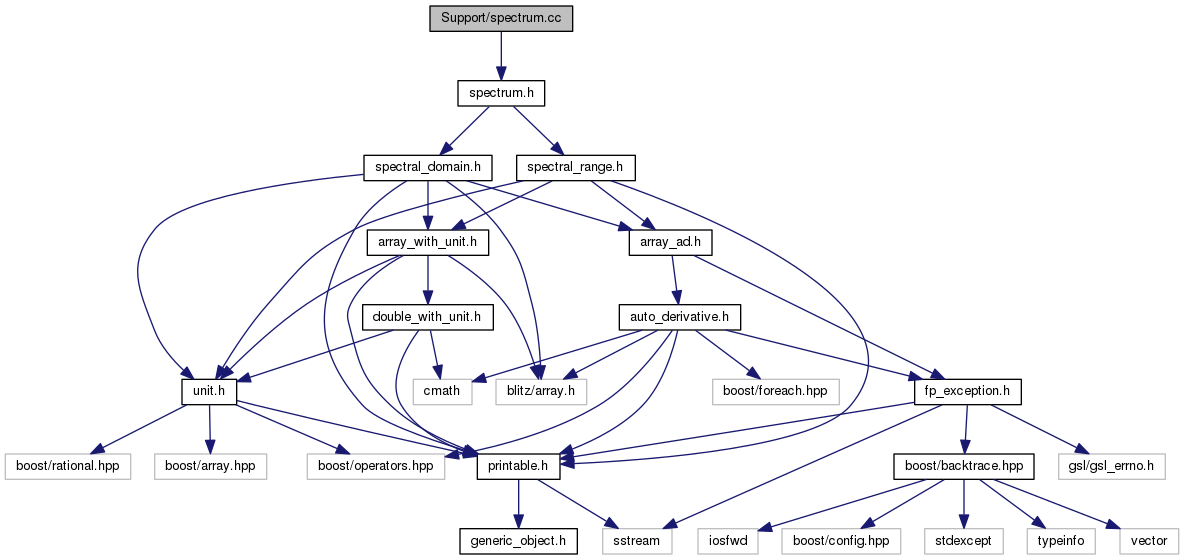 Support/spectrum.cc
spectrum.h
spectral_domain.h
spectral_range.h
array_with_unit.h
array_ad.h
double_with_unit.h
auto_derivative.h
unit.h
cmath
blitz/array.h
boost/foreach.hpp
fp_exception.h
boost/rational.hpp
boost/array.hpp
boost/operators.hpp
printable.h
boost/backtrace.hpp
gsl/gsl_errno.h
generic_object.h
sstream
iosfwd
boost/config.hpp
stdexcept
typeinfo
vector